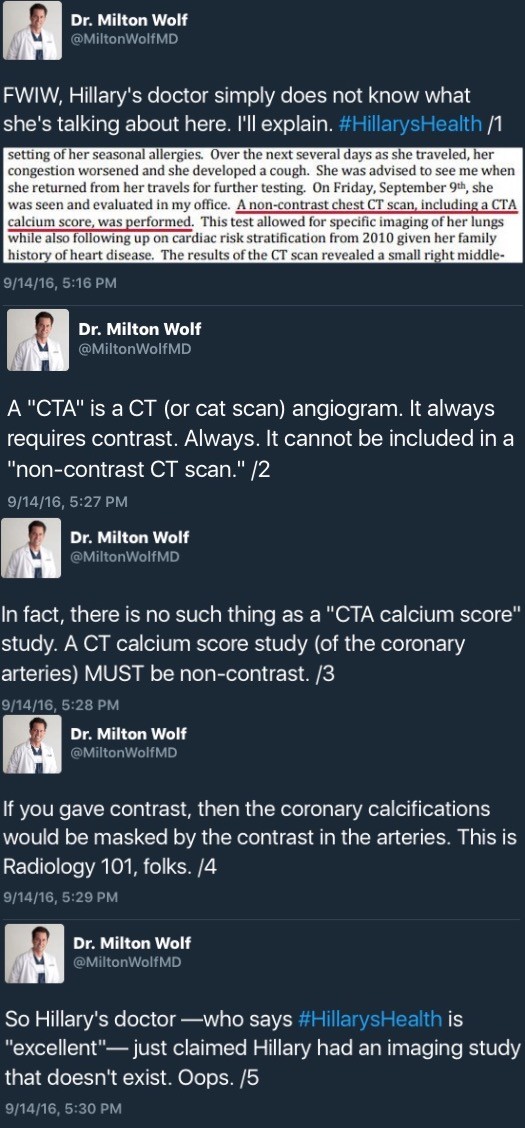 Dr. Milton Wolf
@MiltonWolfMD
FWIW, Hillary's doctor simply does not know what
she's talking about here. I'll explain. #HillarysHealth /1
setting of her seasonal allergies. Over the next several days as she traveled, her
congestion worsened and she developed a cough. She was advised to see me when
she returned from her travels for further testing. On Friday, September 9th, she
was seen and evaluated in my office. A non-contrast chest CT scan, including a CTA
calcium score, was performed. This test allowed for specific imaging of her lungs
while also following up on cardiac risk stratification from 2010 given her family
history of heart disease. The results of the CT scan revealed a small right middle-
9/14/16, 5:16 PM
Dr. Milton Wolf
@MiltonWolfMD
A "CTA" is a CT (or cat scan) angiogram. It always
requires contrast. Always. It cannot be included in a
"non-contrast CT scan." /2
9/14/16, 5:27 PM
Dr. Milton Wolf
@MiltonWolfMD
In fact, there is no such thing as a "CTA calcium score"
study. A CT calcium score study (of the coronary
arteries) MUST be non-contrast. /3
9/14/16, 5:28 PM
Dr. Milton Wolf
@MiltonWolfMD
If you gave contrast, then the coronary calcifications
would be masked by the contrast in the arteries. This is
Radiology 101, folks. /4
9/14/16, 5:29 PM
Dr. Milton Wolf
@MiltonWolfMD
So Hillary's doctor —who says #HillarysHealth is
"excellent"— just claimed Hillary had an imaging study
that doesn't exist. Oops. /5
9/14/16, 5:30 PM